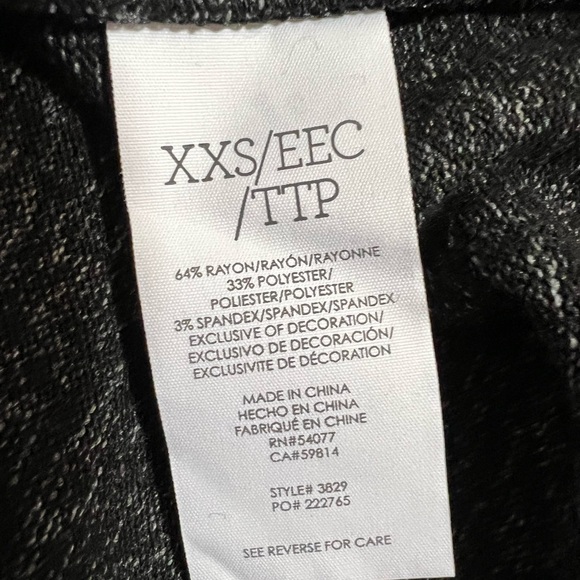 XXS/EEC
/TTP
64% RAYON/RAYÓN/RAYONNE
33% POLYESTER/
POLIESTER/POLYESTER
3% SPANDEX/SPANDEX/SPANDEX
EXCLUSIVE OF DECORATION/
EXCLUSIVO DE DECORACIÓN/
EXCLUSIVITE DE DÉCORATION
MADE IN CHINA
HECHO EN CHINA
FABRIQUÉ EN CHINE
RN#54077
CA#59814
STYLE# 3829
PO# 222765
SEE REVERSE FOR CARE